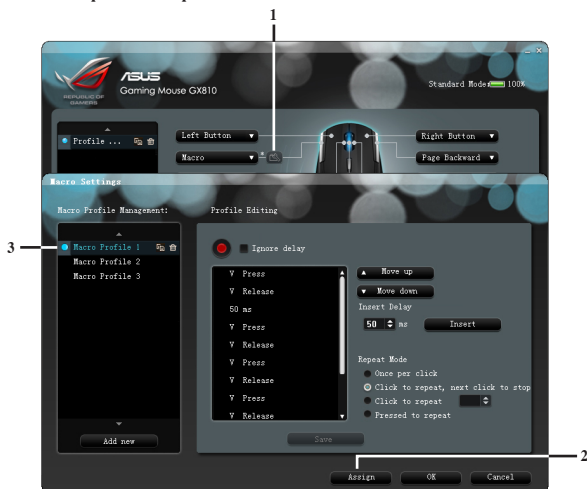 1
ASUS
Gaming Mouse GX810
REPUBLIC OF
GAMERS
Standard Mode: 100%
Profile ...
Left Button
Right Button
Macro
Page Backward
Macro Settings
Macro Profile Management:
Profile Editing
3
Macro Profile 1
Macro Profile 2
Macro Profile 3
Add new
Ignore delay
V Press
V Release
50 ms
V Press
V Release
V Press
V Release
V Press
V Release
Move up
Move down
Insert Delay
50 ms Insert
Repeat Mode
Once per click
Click to repeat, next click to stop
Click to repeat
Pressed to repeat
Save
2
Assign OK Cancel